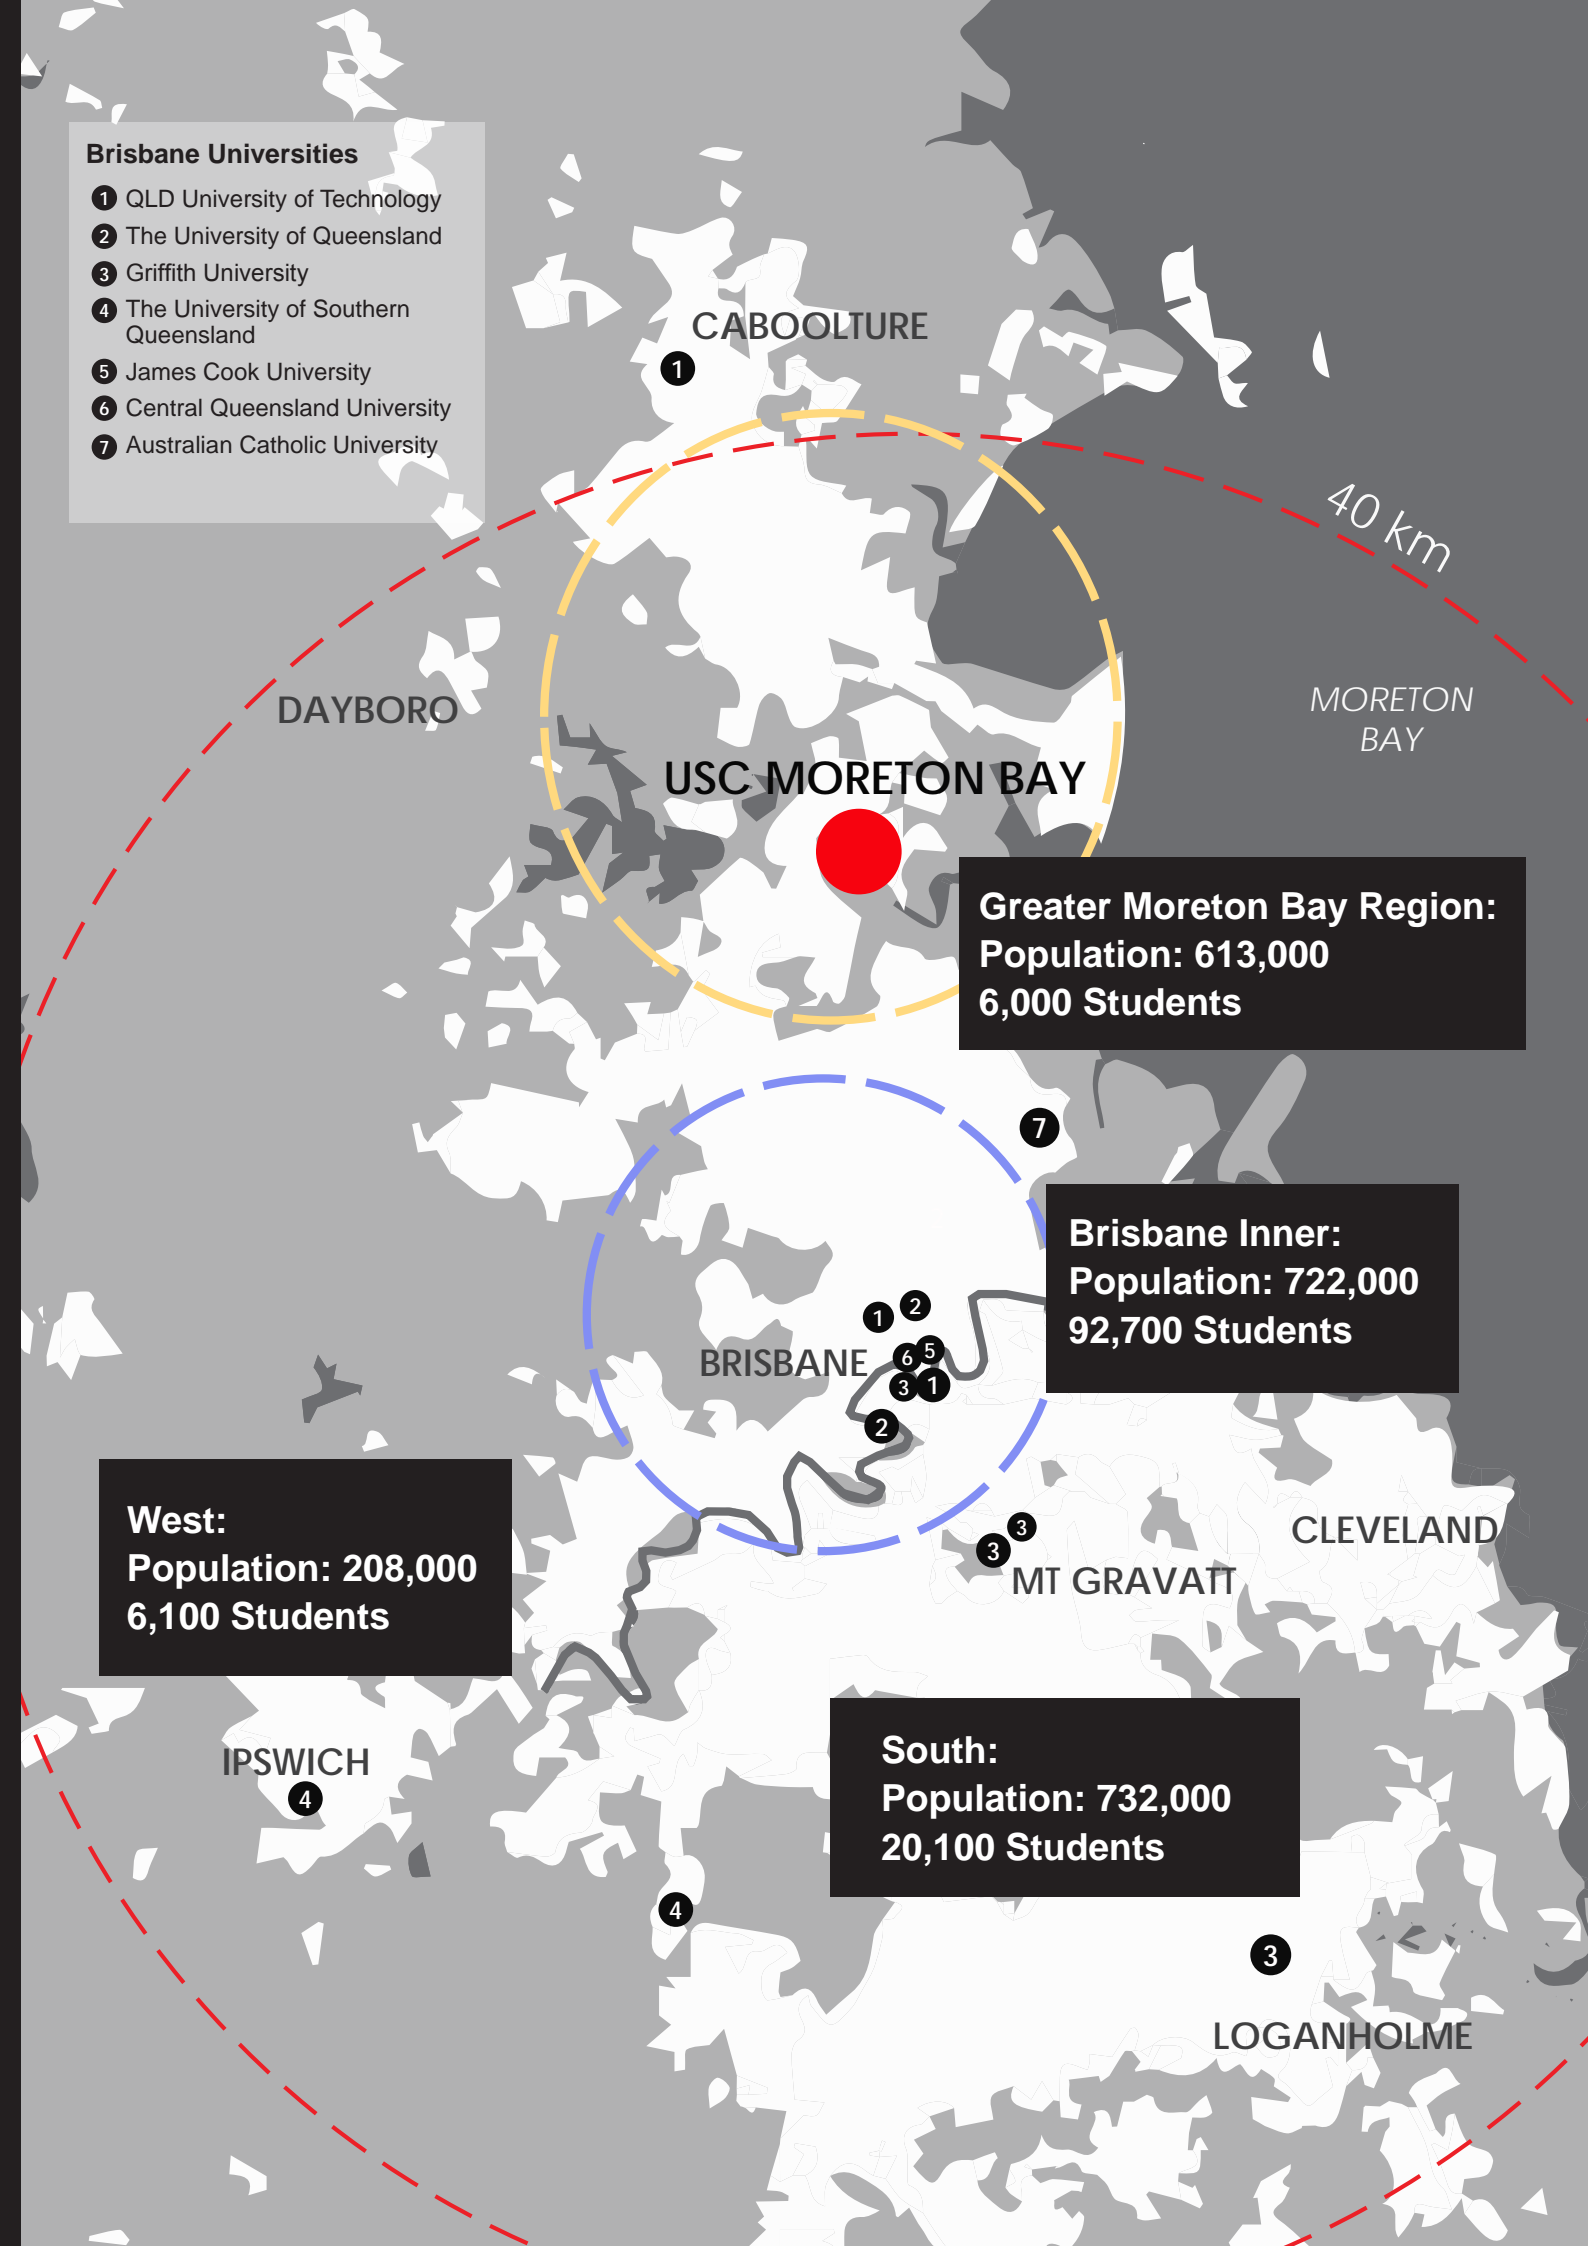 Brisbane Universities
1 QLD University of Technology
2 The University of Queensland
3 Griffith University
4 The University of Southern
Queensland
5 James Cook University
6 Central Queensland University
7 Australian Catholic University
CABOOLTURE
1
40 km
DAYBORO
MORETON
BAY
USC MORETON BAY
Greater Moreton Bay Region:
Population: 613,000
6,000 Students
7
Brisbane Inner:
Population: 722,000
92,700 Students
1 2
BRISBANE
6 5
3 1
2
West:
Population: 208,000
6,100 Students
3
3
CLEVELAND
MT GRAVATT
South:
Population: 732,000
20,100 Students
IPSWICH
4
4
3
LOGANHOLME